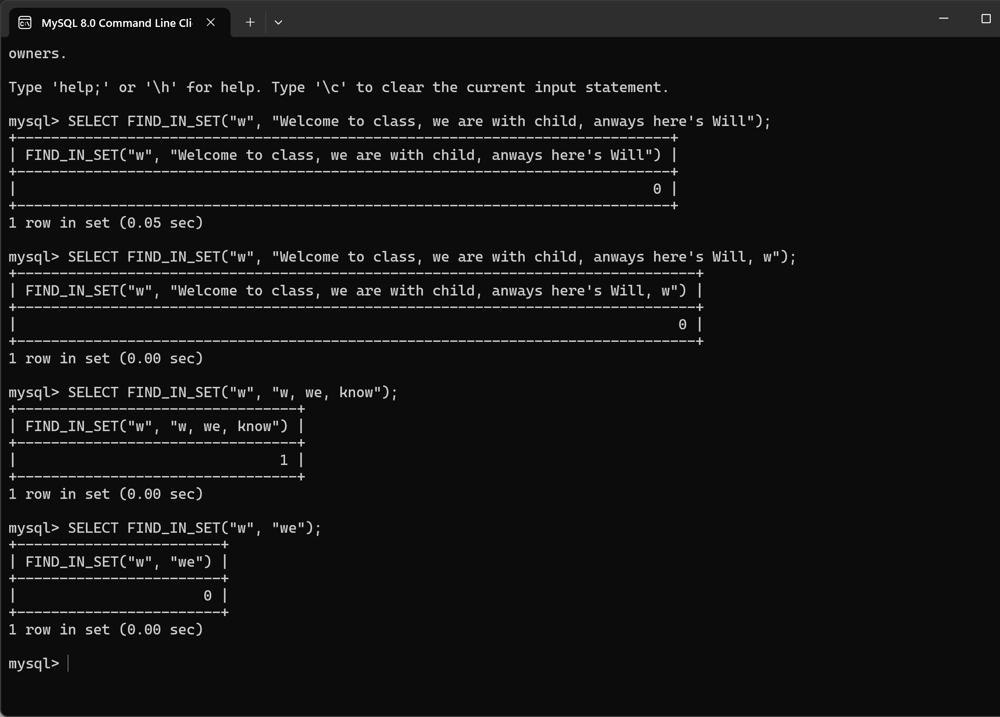 MySQL 8.0 Command Line Cli
owners.
Type 'help;' or '\h' for help. Type '\c' to clear the current input statement.
mysql> SELECT FIND_IN_SET("w", "Welcome to class, we are with child, anways here's Will");
+-----------------------------------------------------------------------------+
| FIND_IN_SET("w", "Welcome to class, we are with child, anways here's Will") |
+-----------------------------------------------------------------------------+
|                                                                           0 |
+-----------------------------------------------------------------------------+
1 row in set (0.05 sec)
mysql> SELECT FIND_IN_SET("w", "Welcome to class, we are with child, anways here's Will, w");
+--------------------------------------------------------------------------------+
| FIND_IN_SET("w", "Welcome to class, we are with child, anways here's Will, w") |
+--------------------------------------------------------------------------------+
|                                                                              0 |
+--------------------------------------------------------------------------------+
1 row in set (0.00 sec)
mysql> SELECT FIND_IN_SET("w", "w, we, know");
+---------------------------------+
| FIND_IN_SET("w", "w, we, know") |
+---------------------------------+
|                               1 |
+---------------------------------+
1 row in set (0.00 sec)
mysql> SELECT FIND_IN_SET("w", "we");
+------------------------+
| FIND_IN_SET("w", "we") |
+------------------------+
|                      0 |
+------------------------+
1 row in set (0.00 sec)
mysql>